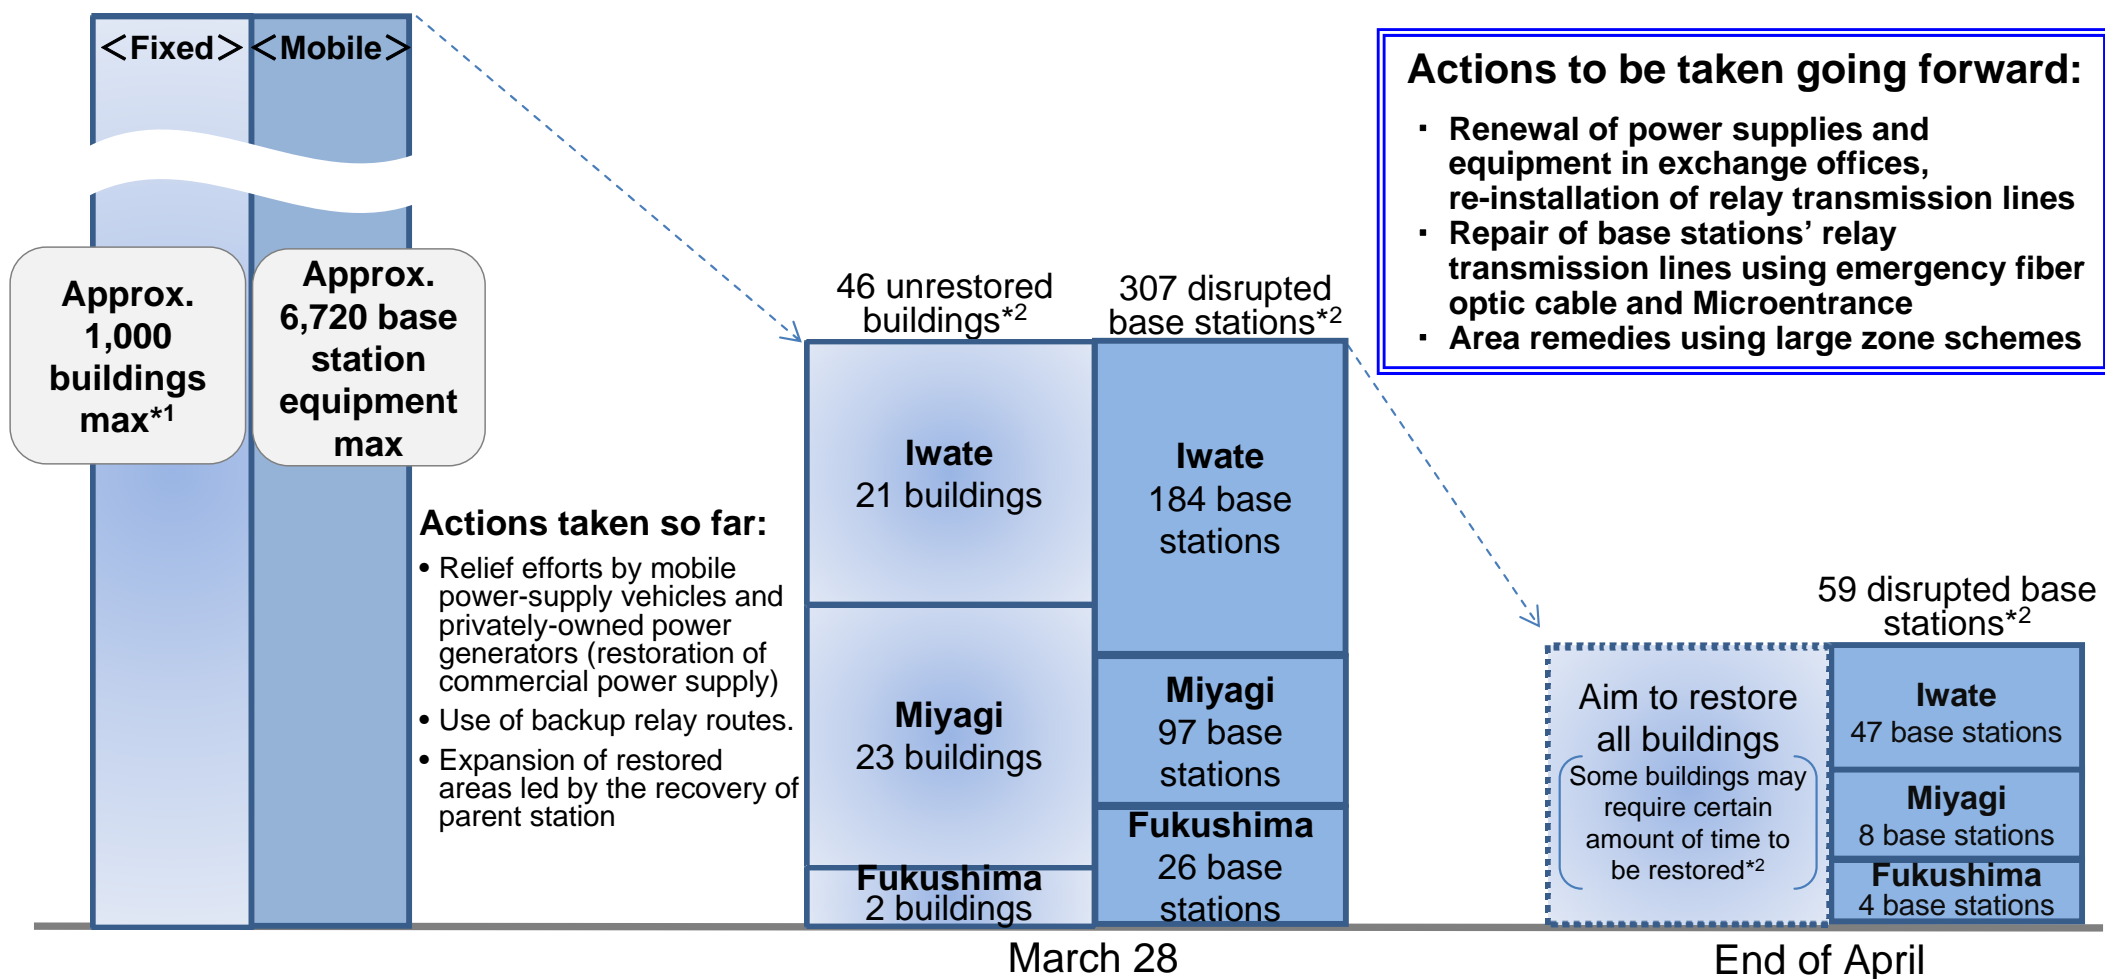 ＜Fixed＞
＜Mobile＞
Approx.
1,000
buildings
max*1
Approx.
6,720 base
station
equipment
max
Actions taken so far:
• Relief efforts by mobile
power-supply vehicles and
privately-owned power
generators (restoration of
commercial power supply)
• Use of backup relay routes.
• Expansion of restored
areas led by the recovery of
parent station
46 unrestored
buildings*2
Iwate
21 buildings
Miyagi
23 buildings
Fukushima
2 buildings
307 disrupted
base stations*2
Iwate
184 base
stations
Miyagi
97 base
stations
Fukushima
26 base
stations
March 28
Actions to be taken going forward:
・ Renewal of power supplies and
equipment in exchange offices,
re-installation of relay transmission lines
・ Repair of base stations’ relay
transmission lines using emergency fiber
optic cable and Microentrance
・ Area remedies using large zone schemes
Aim to restore
all buildings
Some buildings may
require certain
amount of time to
be restored*2
59 disrupted base
stations*2
Iwate
47 base stations
Miyagi
8 base stations
Fukushima
4 base stations
End of April